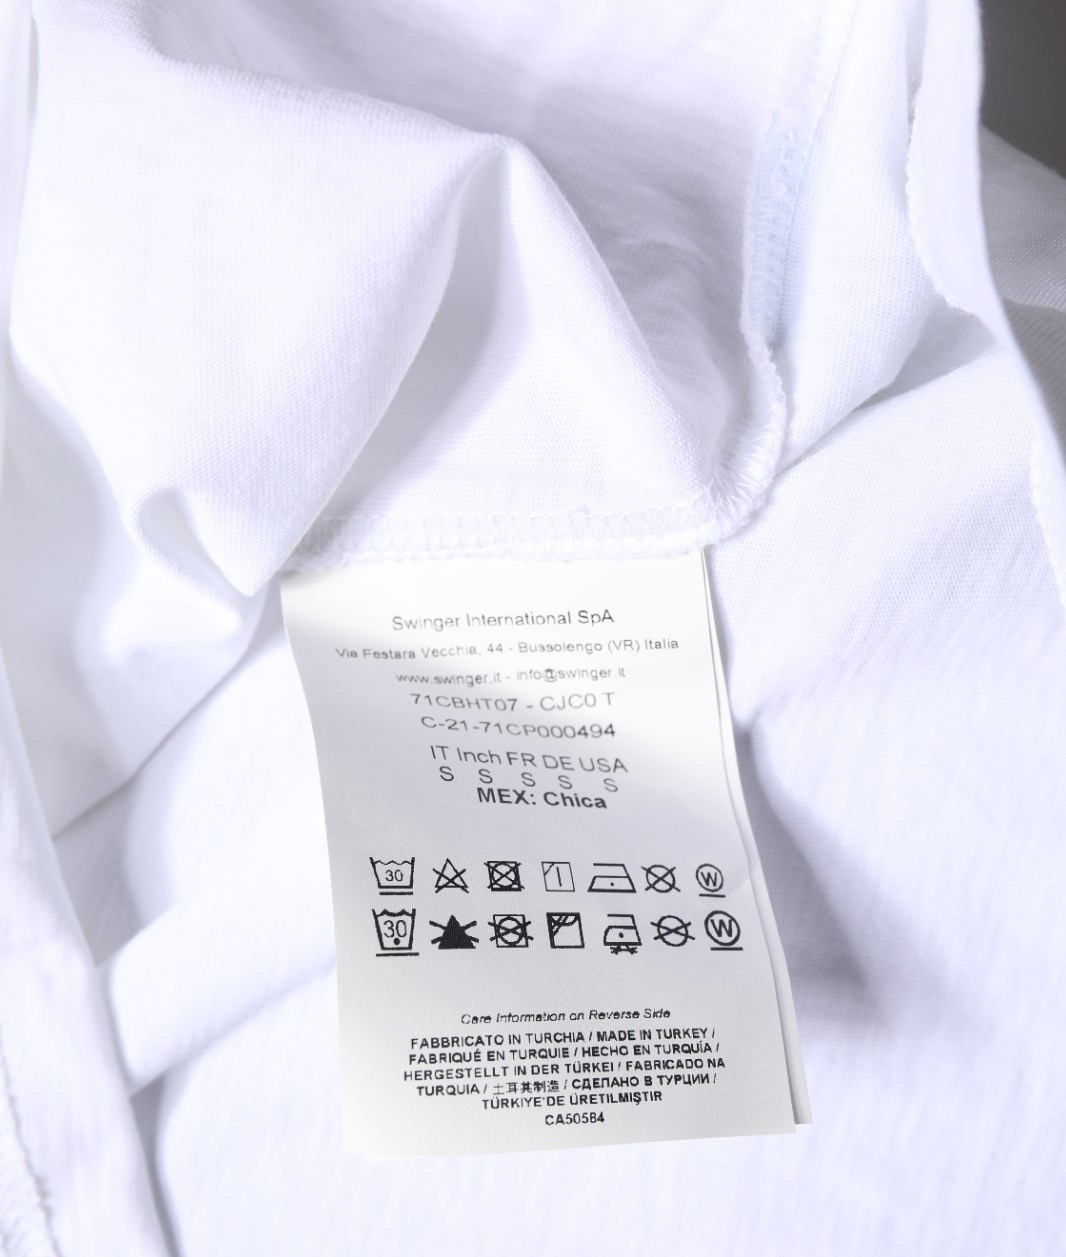 Swinger International SpA
Via Festara Vecchia, 44 - Bussolengo (VR) Italia
www.swinger.it - info@swinger.it
71CBHT07 - CJC0 T
C-21-71CP000494
IT Inch FR DE USA
S S S S S
MEX: Chica
30 W
30 W
Care Information on Reverse Side
FABBRICATO IN TURCHIA / MADE IN TURKEY /
FABRIQUÉ EN TURQUIE / HECHO EN TURQUÍA /
HERGESTELLT IN DER TÜRKEI / FABRICADO NA
TURQUIA / 土耳其制造 / СДЕЛАНО В ТУРЦИИ /
TÜRKIYE'DE ÜRETILMIŞTIR
CA50584